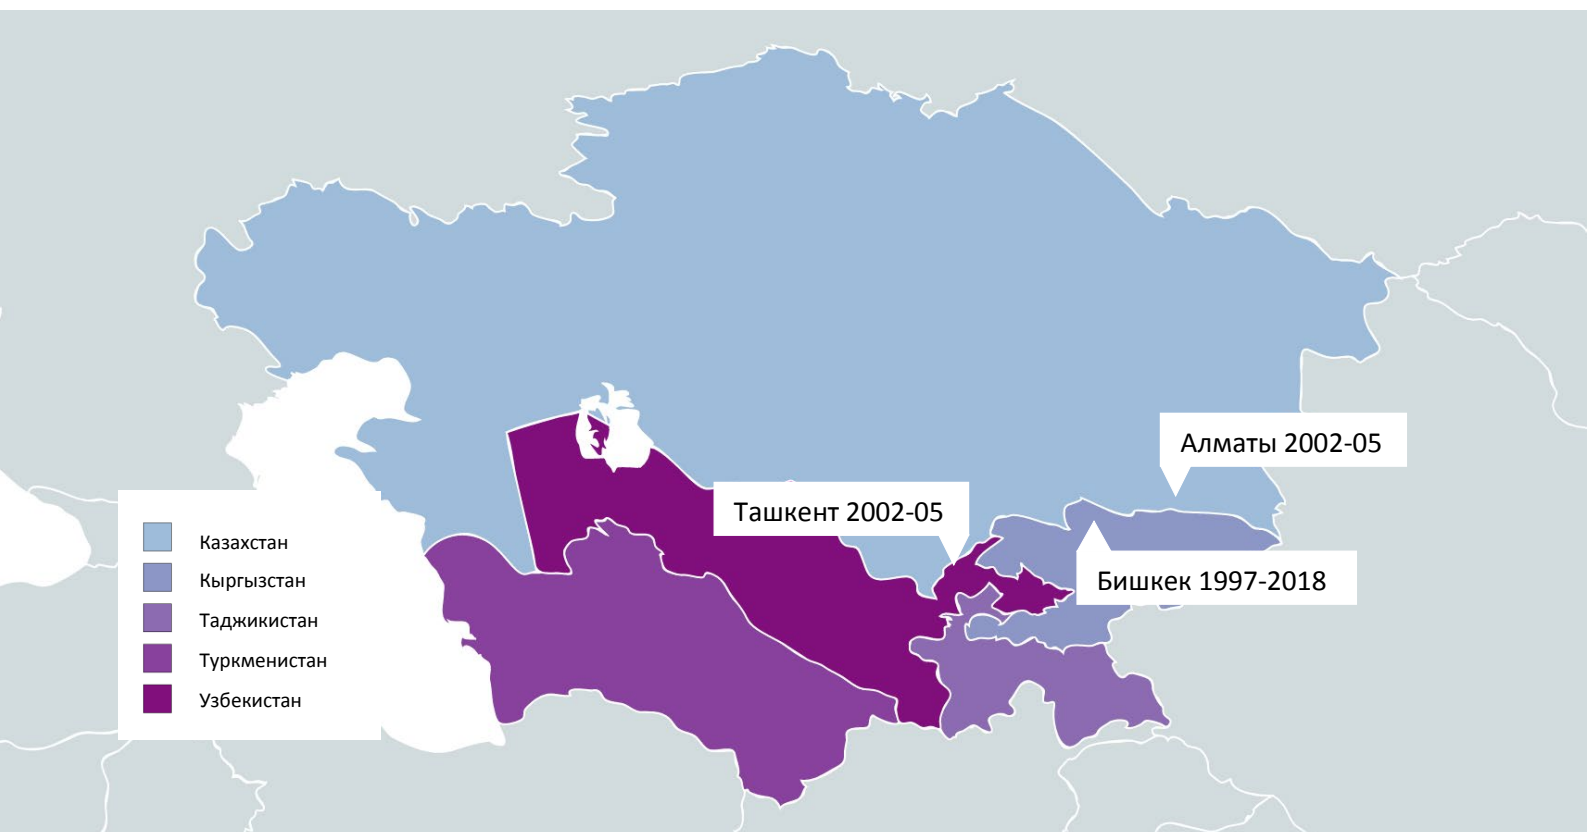 Алматы 2002-05
Ташкент 2002-05
Бишкек 1997-2018
Казахстан
Кыргызстан
Таджикистан
Туркменистан
Узбекистан